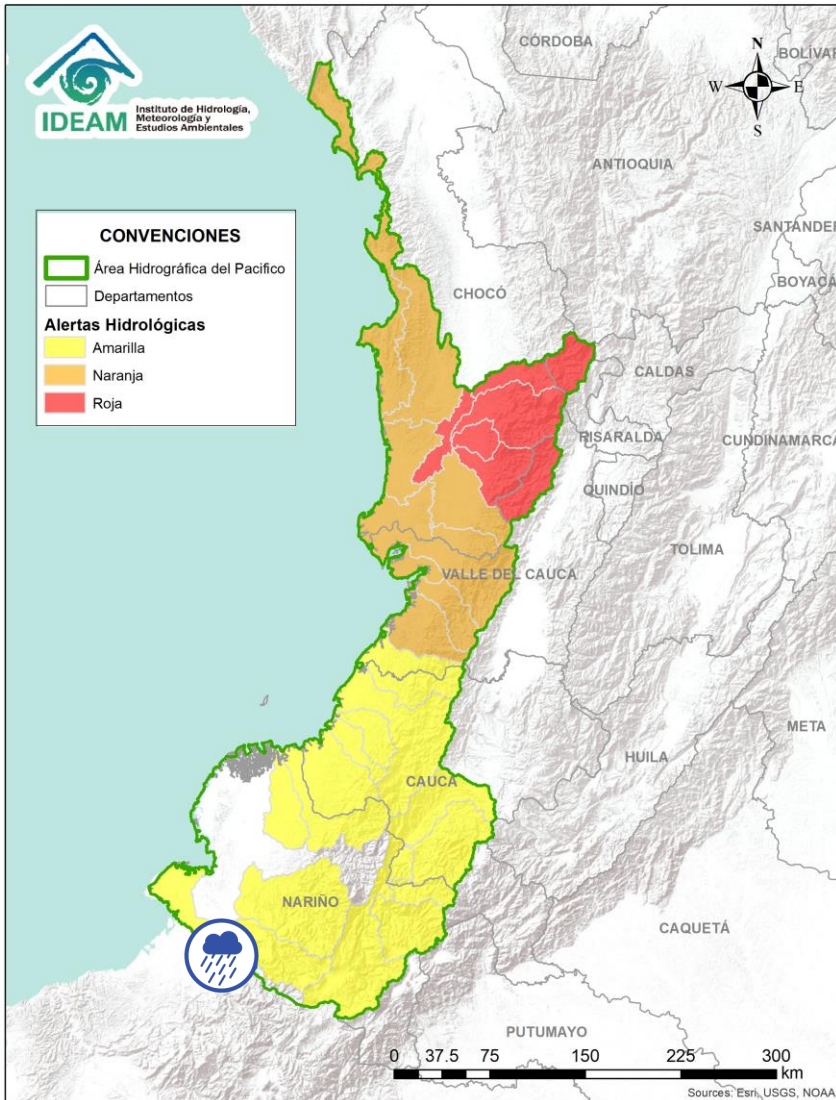 IDEAM
Instituto de Hidrología,
Meteorología y
Estudios Ambientales
N
W
E
S
CÓRDOBA
BOLÍVAR
ANTIOQUIA
SANTANDER
BOYACÁ
CHOCÓ
CALDAS
RISARALDA
CUNDINAMARCA
QUINDÍO
TOLIMA
VALLE DEL CAUCA
META
HUILA
CAUCA
NARIÑO
CAQUETÁ
PUTUMAYO
CONVENCIONES
Área Hidrográfica del Pacifico
Departamentos
Alertas Hidrológicas
Amarilla
Naranja
Roja
0 37.5 75 150 225 300
km
Sources: Esri, USGS, NOAA